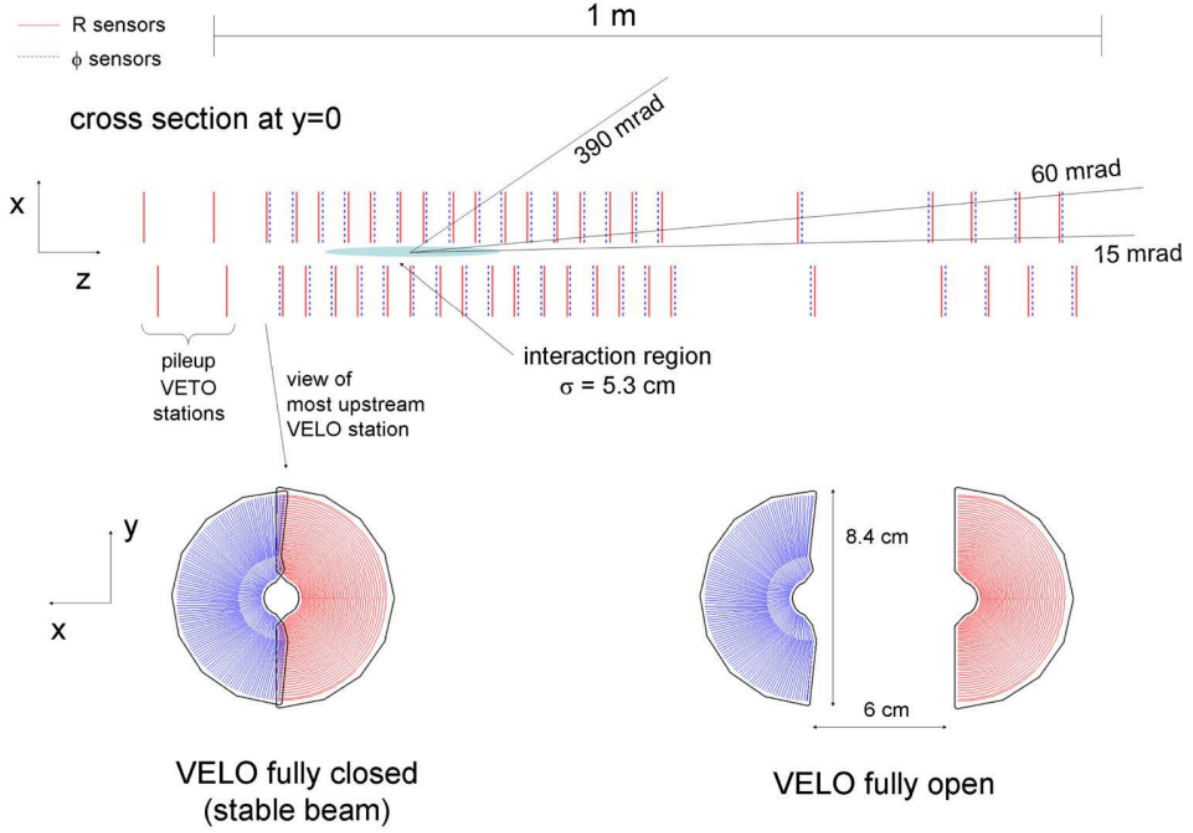 R sensors
ϕ sensors
1 m
cross section at y=0
390 mrad
60 mrad
15 mrad
x
z
pileup
VETO
stations
view of
most upstream
VELO station
interaction region
σ = 5.3 cm
y
x
8.4 cm
6 cm
VELO fully closed
(stable beam)
VELO fully open